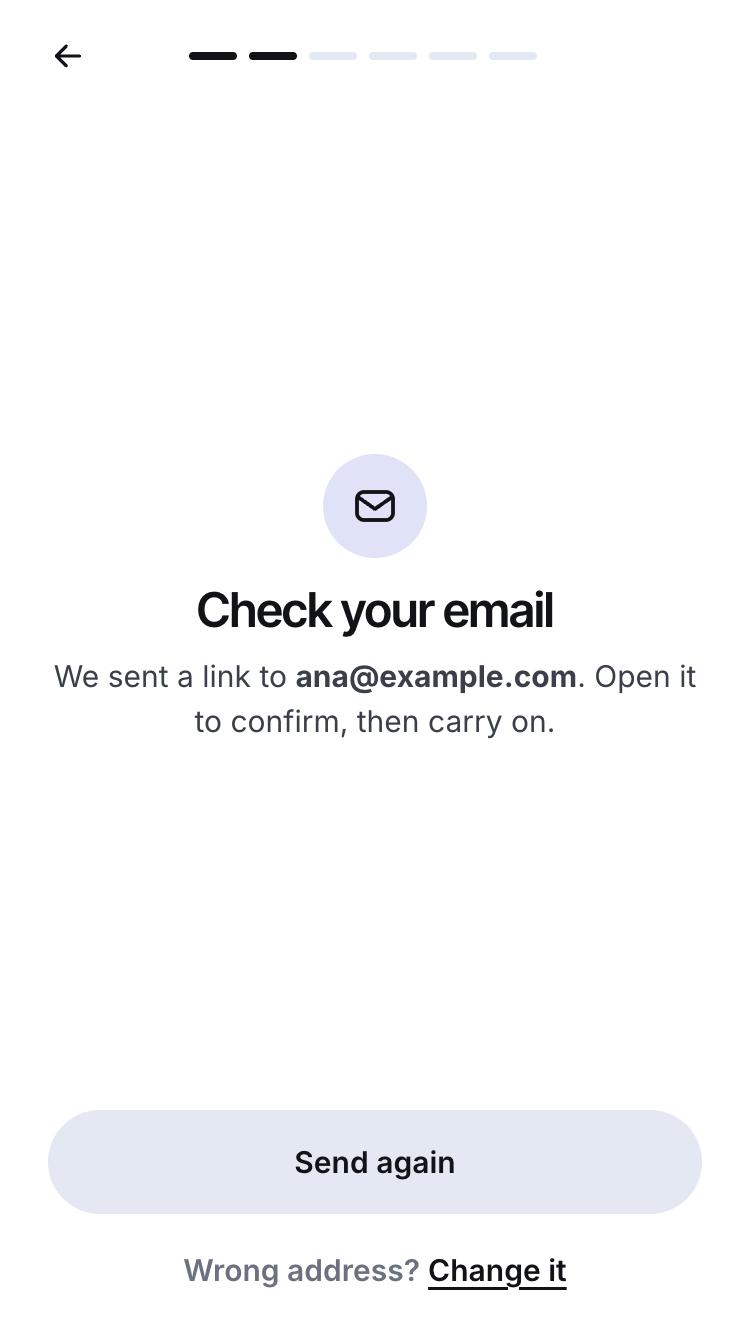 Check your email
We sent a link to ana@example.com. Open it
to confirm, then carry on.
Send again
Wrong address? Change it